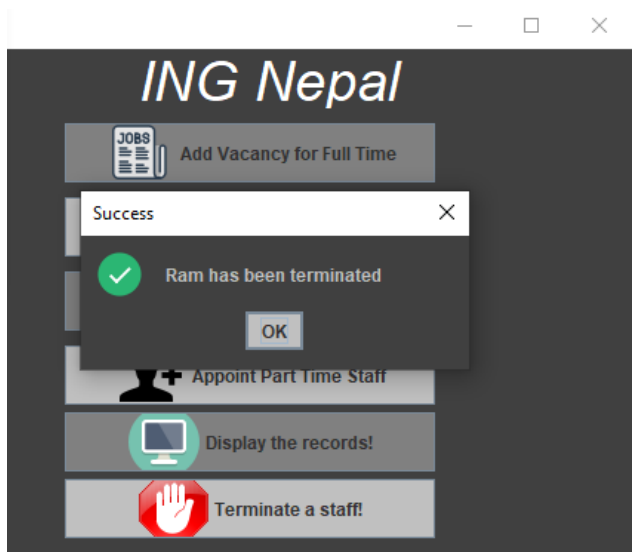 ING Nepal
JOBS
Add Vacancy for Full Time
Success
Ram has been terminated
OK
Appoint Part Time Staff
Display the records!
Terminate a staff!